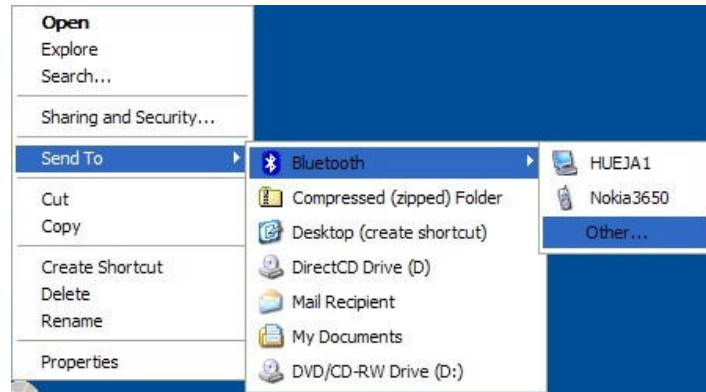 Open
Explore
Search...
Sharing and Security...
Send To
Cut
Copy
Create Shortcut
Delete
Rename
Properties
Bluetooth
Compressed (zipped) Folder
Desktop (create shortcut)
DirectCD Drive (D)
Mail Recipient
My Documents
DVD/CD-RW Drive (D:)
HUEJA1
Nokia3650
Other...